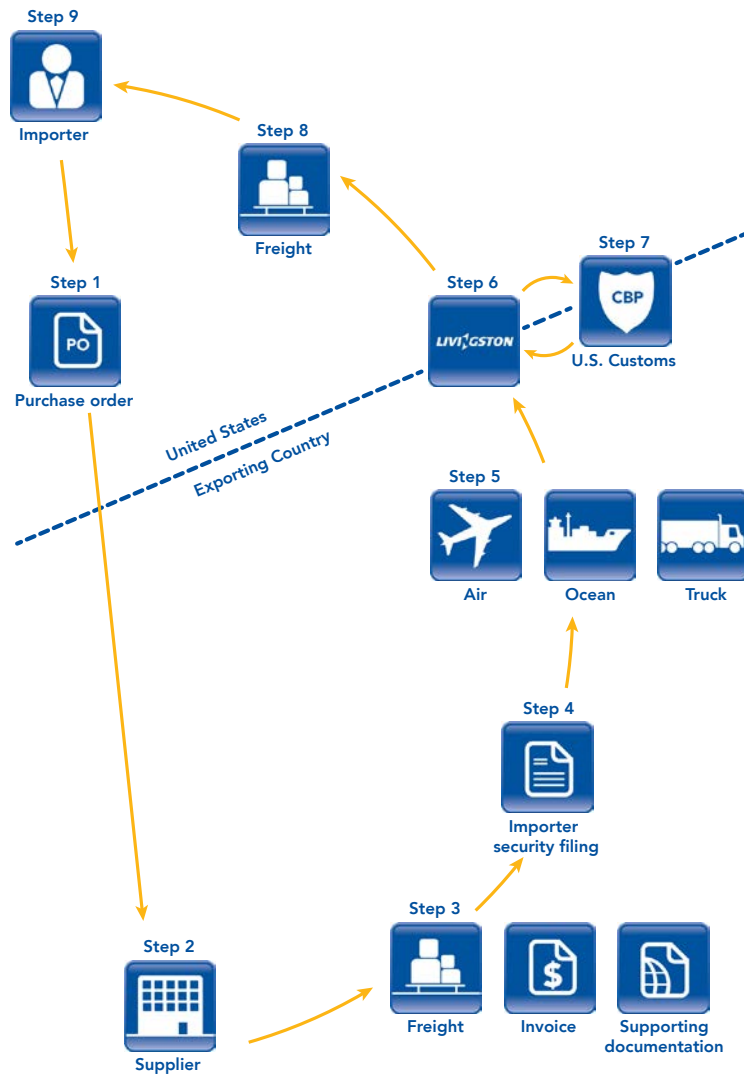 Step 9
Importer
Step 8
Freight
Step 7
CBP
U.S. Customs
Step 6
LIVINGSTON
Step 1
PO
Purchase order
United States
Exporting Country
Step 5
Air
Ocean
Truck
Step 4
Importer
security filing
Step 3
Freight
$
Invoice
Supporting
documentation
Step 2
Supplier